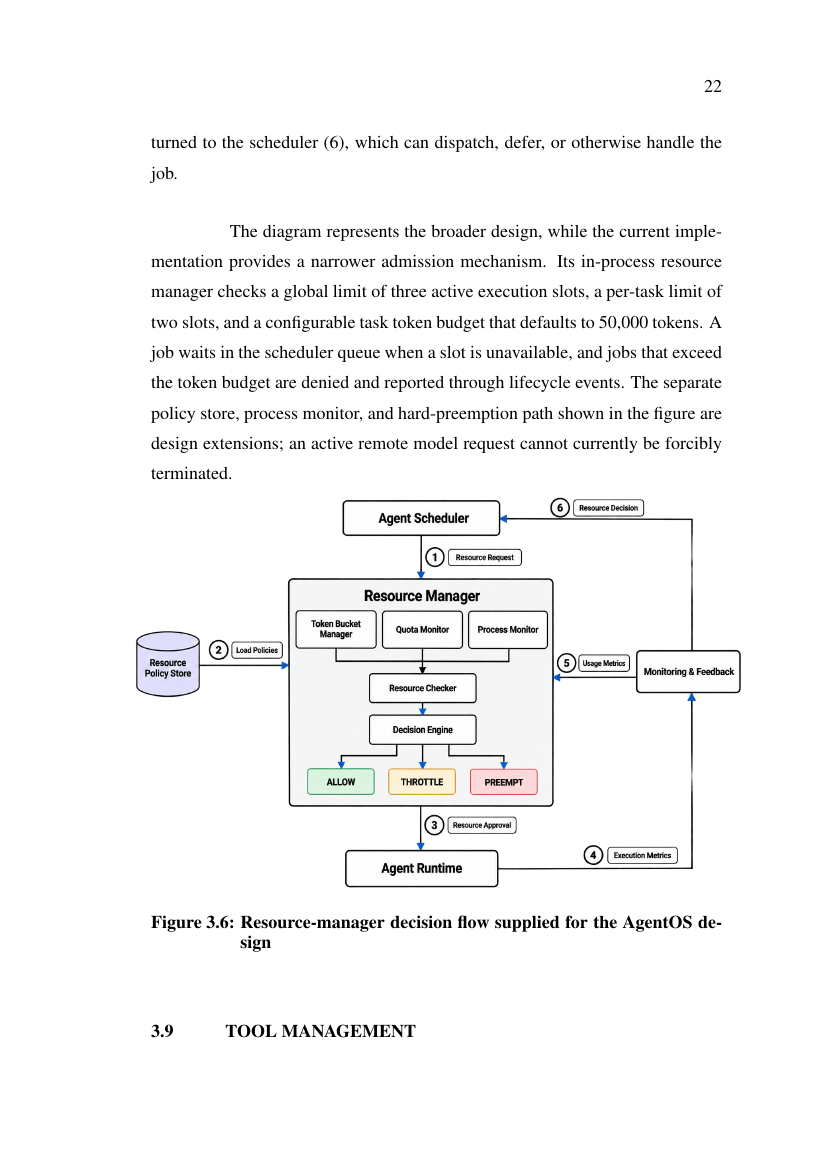 22
turned to the scheduler (6), which can dispatch, defer, or otherwise handle the
job.
The diagram represents the broader design, while the current imple-
mentation provides a narrower admission mechanism. Its in-process resource
manager checks a global limit of three active execution slots, a per-task limit of
two slots, and a configurable task token budget that defaults to 50,000 tokens. A
job waits in the scheduler queue when a slot is unavailable, and jobs that exceed
the token budget are denied and reported through lifecycle events. The separate
policy store, process monitor, and hard-preemption path shown in the figure are
design extensions; an active remote model request cannot currently be forcibly
terminated.
6 Resource Decision
Agent Scheduler
1 Resource Request
Resource Manager
Token Bucket
Manager
Quota Monitor
Process Monitor
2 Load Policies
Resource
Policy Store
5 Usage Metrics
Monitoring & Feedback
Resource Checker
Decision Engine
ALLOW
THROTTLE
PREEMPT
3 Resource Approval
4 Execution Metrics
Agent Runtime
Figure 3.6: Resource-manager decision flow supplied for the AgentOS de-
sign
3.9 TOOL MANAGEMENT